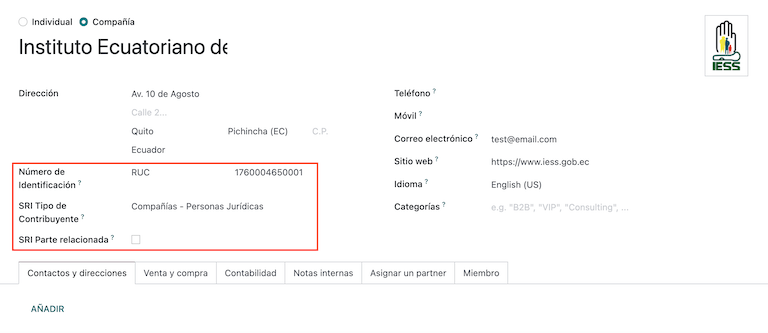 Individual Compañía
Instituto Ecuatoriano de
IESS
Dirección Av. 10 de Agosto
Calle 2...
Quito Pichincha (EC) C.P.
Ecuador
Número de Identificación ? RUC 1760004650001
SRI Tipo de Contribuyente ? Compañías - Personas Jurídicas
SRI Parte relacionada ?
Teléfono ?
Móvil ?
Correo electrónico ? test@email.com
Sitio web ? https://www.iess.gob.ec
Idioma ? English (US)
Categorías ? e.g. "B2B", "VIP", "Consulting", ...
Contactos y direcciones Venta y compra Contabilidad Notas internas Asignar un partner Miembro
AÑADIR